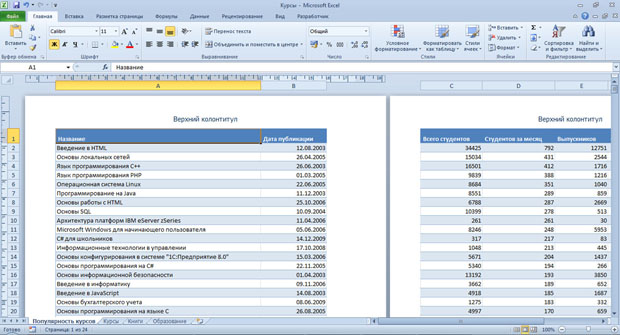 Курсы - Microsoft Excel
Файл Главная Вставка Разметка страницы Формулы Данные Рецензирование Вид Разработчик
Calibri 11 Перенос текста Общий
Вставить Объединить и поместить в центре Условное форматирование Форматировать как таблицу Стили ячеек Вставить Удалить Формат Сортировка и фильтр Найти и выделить
Буфер обмена Шрифт Выравнивание Число Стили Ячейки Редактирование
A1 Название
A B C D E
Верхний колонтитул Верхний колонтитул
1 Название Дата публикации Всего студентов Студентов за месяц Выпускников
2 Введение в HTML 12.08.2003 34425 792 12751
3 Основы локальных сетей 26.04.2005 15034 431 2544
4 Язык программирования C++ 26.06.2003 16501 412 1716
5 Язык программирования PHP 01.03.2005 9839 388 1216
6 Операционная система Linux 22.06.2005 8684 351 1040
7 Программирование на Java 11.12.2003 8551 289 859
8 Основы работы с HTML 25.10.2006 6788 287 2669
9 Основы SQL 10.09.2004 10399 278 513
10 Архитектура платформ IBM eServer zSeries 11.04.2006 261 261 30
11 Microsoft Windows для начинающего пользователя 05.06.2006 8246 248 5953
12 C# для школьников 14.12.2009 317 217 83
13 Информационные технологии в управлении 17.10.2008 1048 213 445
14 Основы конфигурирования в системе "1С:Предприятие 8.0" 15.03.2006 5671 204 1437
15 Основы программирования на C# 22.11.2005 5340 194 266
16 Основы информационной безопасности 01.04.2003 13192 193 3850
17 Введение в информатику 09.11.2006 3662 189 652
18 Введение в JavaScript 14.08.2003 4918 185 1687
19 Основы бухгалтерского учета 08.06.2009 1275 183 332
20 Основы программирования на языке C 26.08.2005 4997 170 659
Популярность курсов Курсы Книги Образование
Готово Страница: 1 из 24 100%